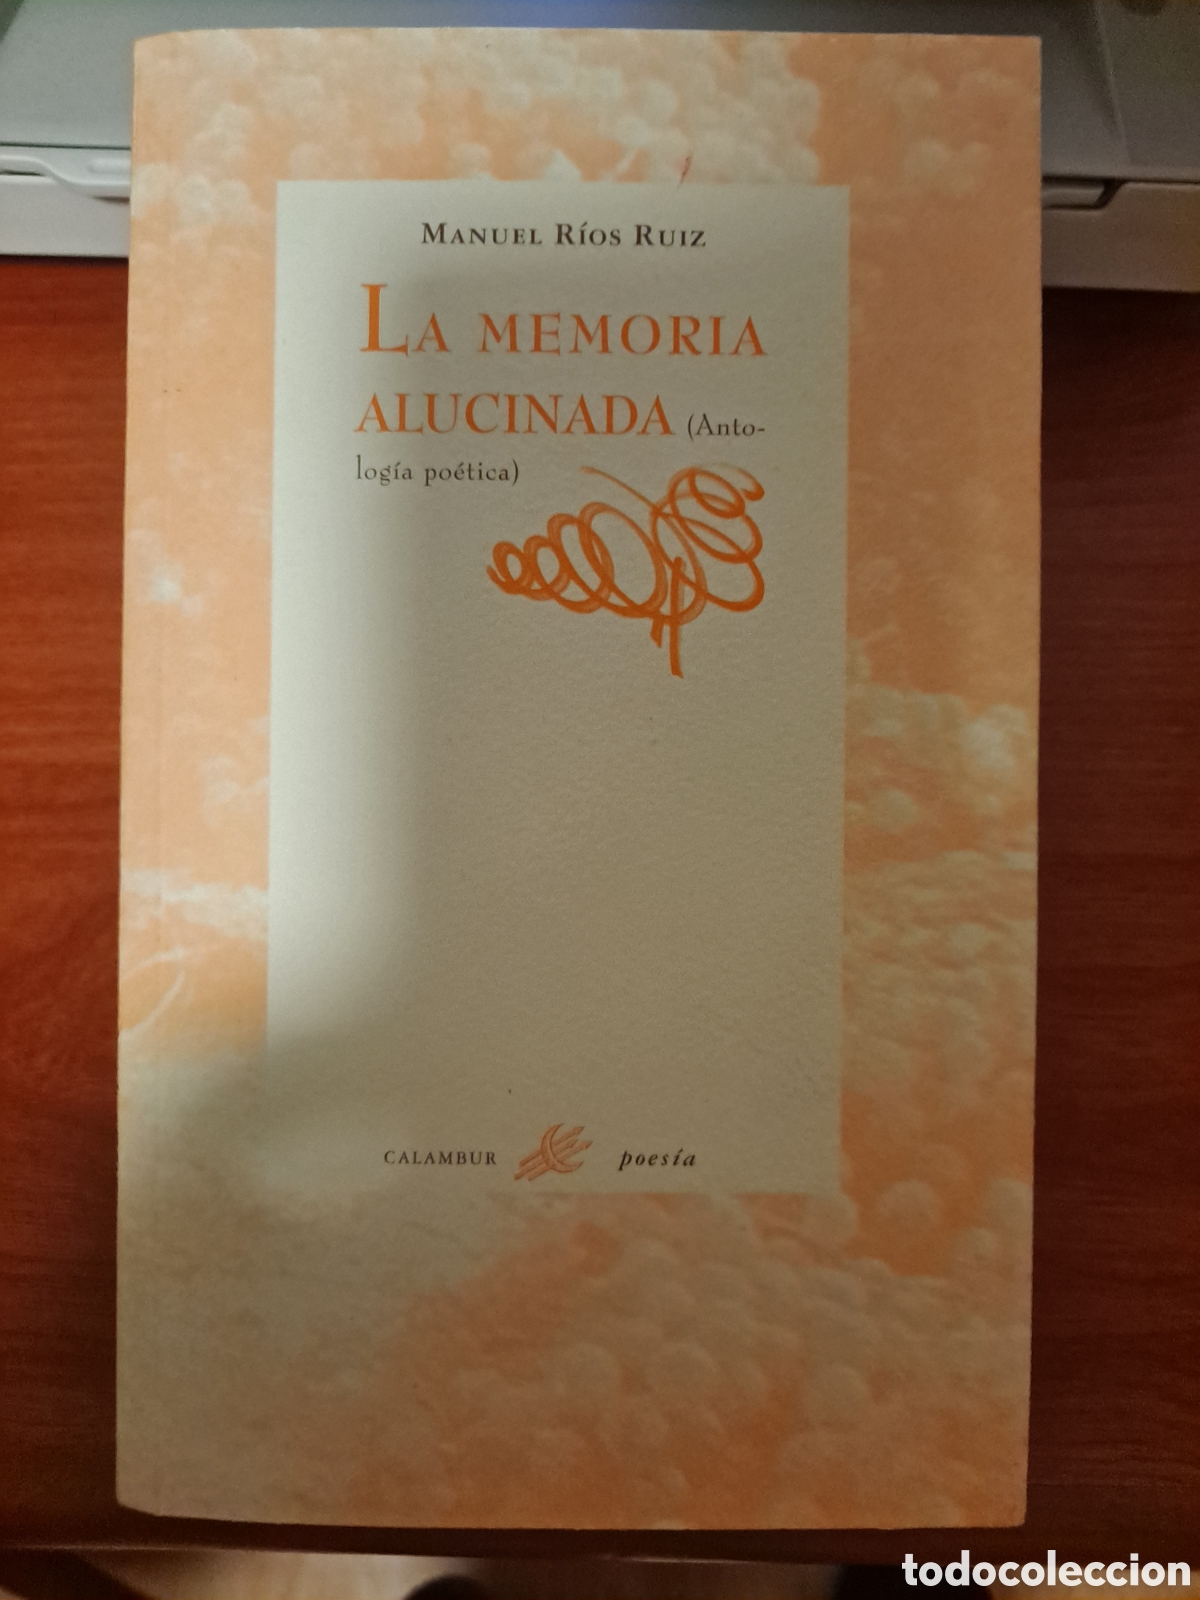 MANUEL RÍOS RUIZ
LA MEMORIA
ALUCINADA (Anto-
logía poética)
CALAMBUR poesía
todocoleccion